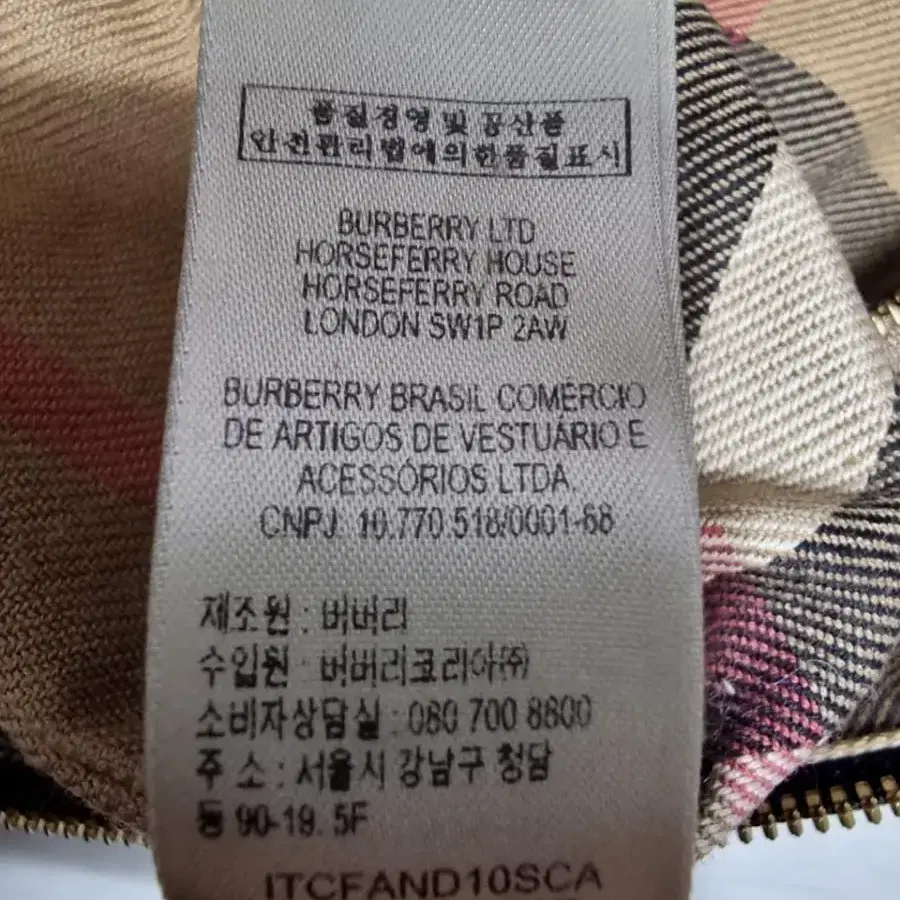 품질경영 및 공산품
안전관리법에의한품질표시
BURBERRY LTD
HORSEFERRY HOUSE
HORSEFERRY ROAD
LONDON SW1P 2AW
BURBERRY BRASIL COMERCIO
DE ARTIGOS DE VESTUÁRIO E
ACESSÓRIOS LTDA.
CNPJ. 10.770.518/0001-68
제조원 : 버버리
수입원 : 버버리코리아㈜
소비자상담실 : 080 700 8800
주 소 : 서울시 강남구 청담
동 90-19. 5F
ITCFAND10SCA